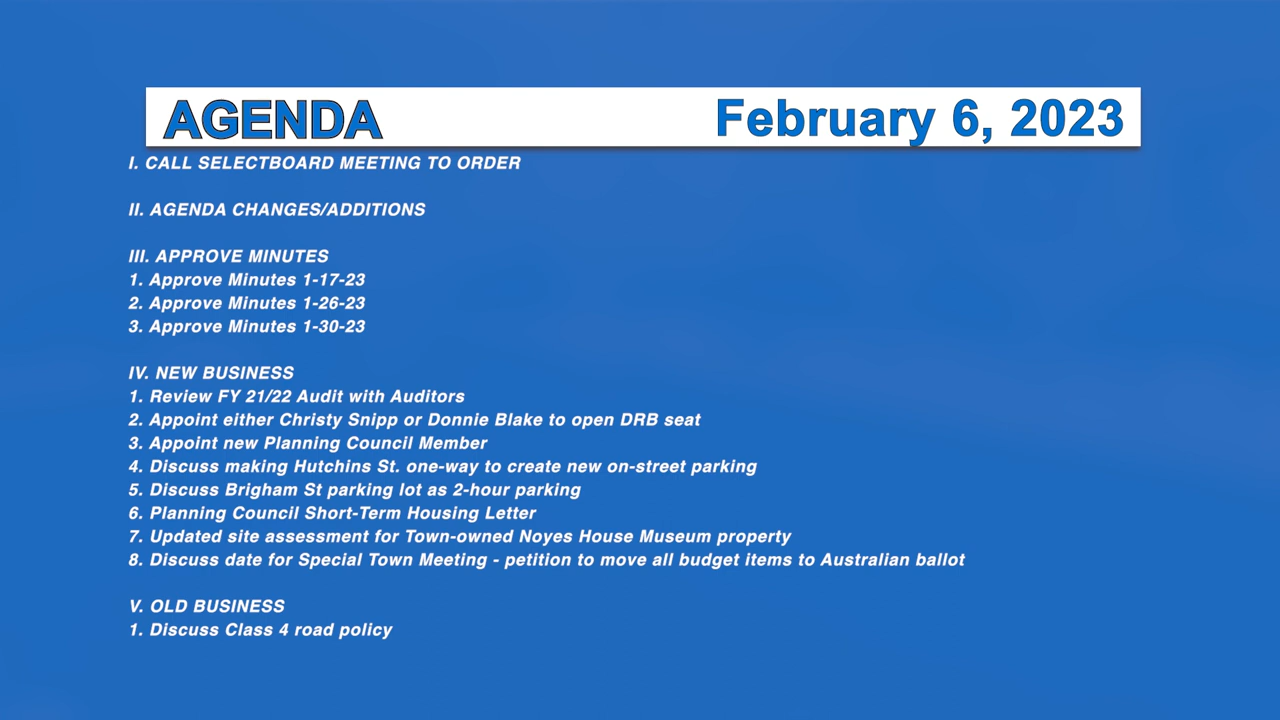 AGENDA February 6, 2023
I. CALL SELECTBOARD MEETING TO ORDER
II. AGENDA CHANGES/ADDITIONS
III. APPROVE MINUTES
1. Approve Minutes 1-17-23
2. Approve Minutes 1-26-23
3. Approve Minutes 1-30-23
IV. NEW BUSINESS
1. Review FY 21/22 Audit with Auditors
2. Appoint either Christy Snipp or Donnie Blake to open DRB seat
3. Appoint new Planning Council Member
4. Discuss making Hutchins St. one-way to create new on-street parking
5. Discuss Brigham St parking lot as 2-hour parking
6. Planning Council Short-Term Housing Letter
7. Updated site assessment for Town-owned Noyes House Museum property
8. Discuss date for Special Town Meeting - petition to move all budget items to Australian ballot
V. OLD BUSINESS
1. Discuss Class 4 road policy